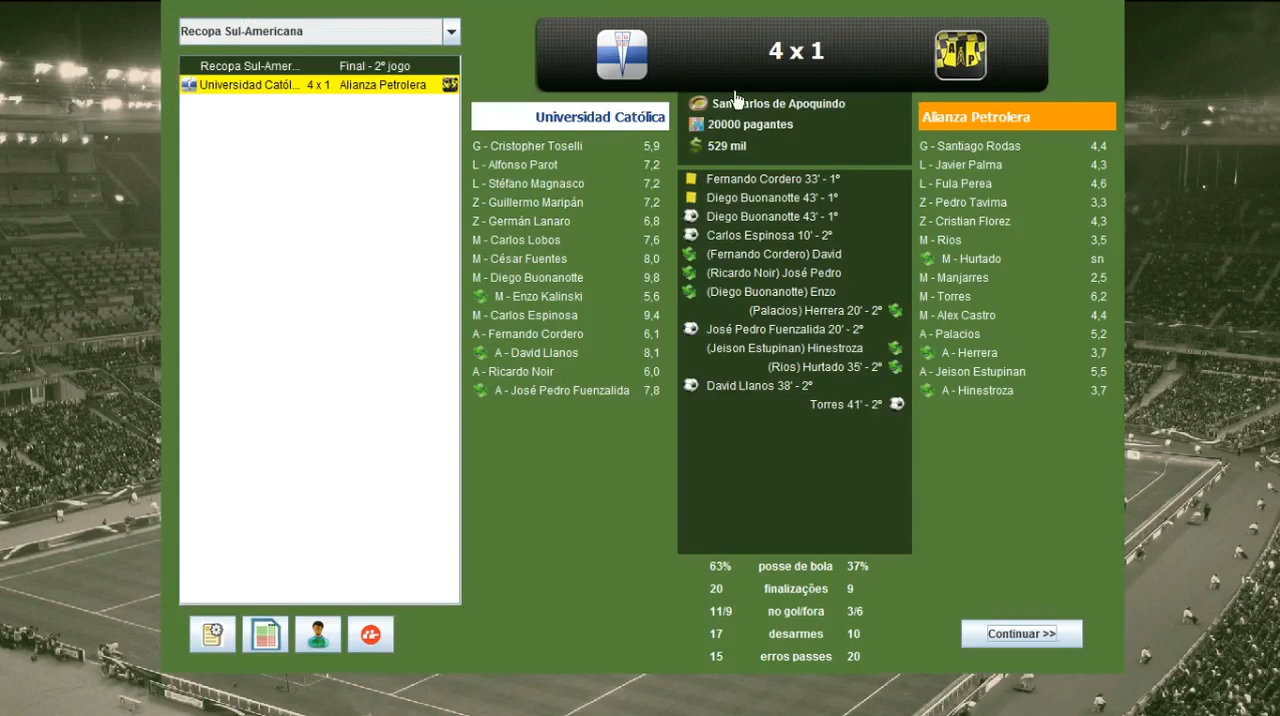 Recopa Sul-Americana
Recopa Sul-Amer... Final - 2º jogo
Universidad Catól... 4 x 1 Alianza Petrolera
4 x 1
San Carlos de Apoquindo
20000 pagantes
529 mil
Universidad Católica
G - Cristopher Toselli 5,9
L - Alfonso Parot 7,2
L - Stéfano Magnasco 7,2
Z - Guillermo Maripán 7,2
Z - Germán Lanaro 6,8
M - Carlos Lobos 7,6
M - César Fuentes 8,0
M - Diego Buonanotte 9,8
M - Enzo Kalinski 5,6
M - Carlos Espinosa 9,4
A - Fernando Cordero 6,1
A - David Llanos 8,1
A - Ricardo Noir 6,0
A - José Pedro Fuenzalida 7,8
Fernando Cordero 33' - 1º
Diego Buonanotte 43' - 1º
Diego Buonanotte 43' - 1º
Carlos Espinosa 10' - 2º
(Fernando Cordero) David
(Ricardo Noir) José Pedro
(Diego Buonanotte) Enzo
(Palacios) Herrera 20' - 2º
José Pedro Fuenzalida 20' - 2º
(Jeison Estupinan) Hinestroza
(Rios) Hurtado 35' - 2º
David Llanos 38' - 2º
Torres 41' - 2º
Alianza Petrolera
G - Santiago Rodas 4,4
L - Javier Palma 4,3
L - Fula Perea 4,6
Z - Pedro Tavima 3,3
Z - Cristian Florez 4,3
M - Rios 3,5
M - Hurtado sn
M - Manjarres 2,5
M - Torres 6,2
M - Alex Castro 4,4
A - Palacios 5,2
A - Herrera 3,7
A - Jeison Estupinan 5,5
A - Hinestroza 3,7
63% posse de bola 37%
20 finalizações 9
11/9 no gol/fora 3/6
17 desarmes 10
15 erros passes 20
Continuar >>